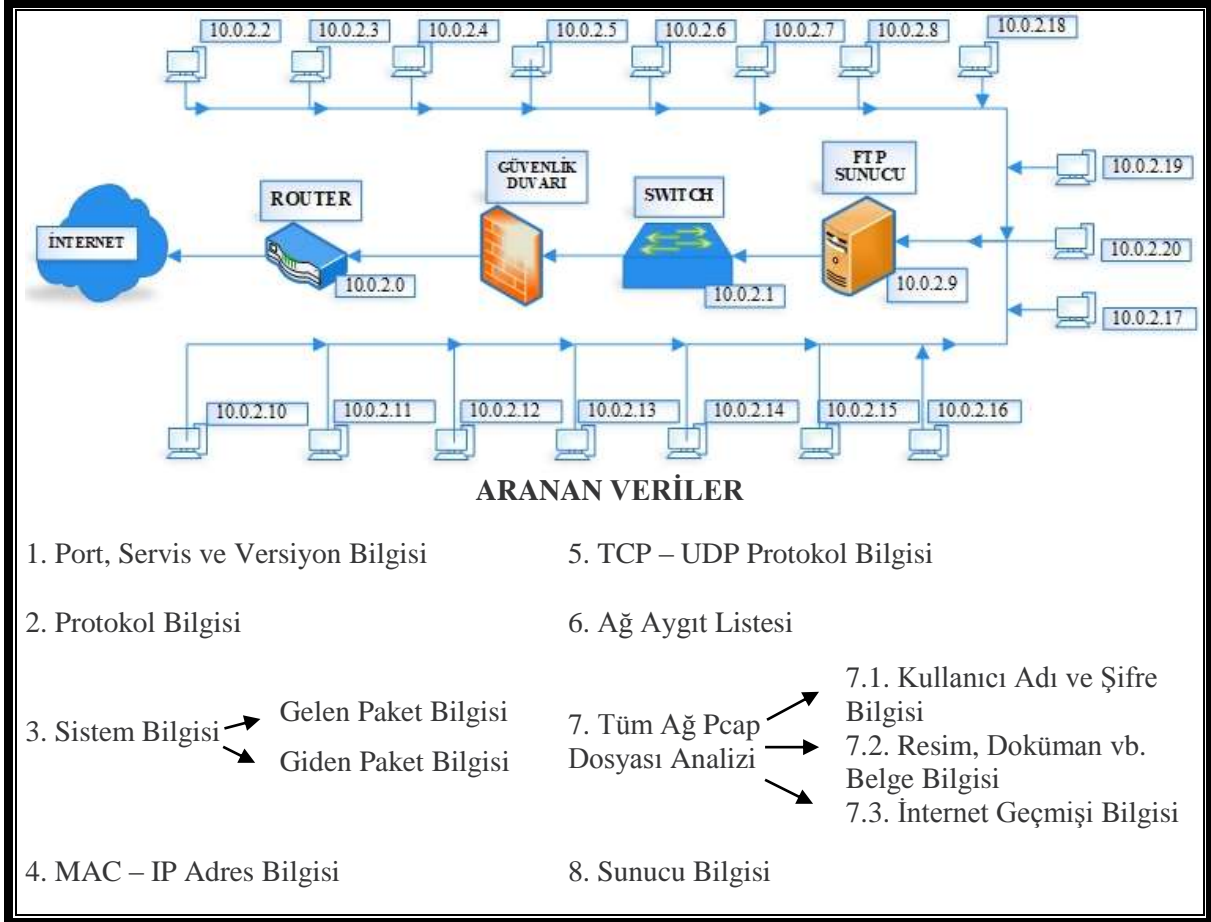 10.0.2.2
10.0.2.3
10.0.2.4
10.0.2.5
10.0.2.6
10.0.2.7
10.0.2.8
10.0.2.18
10.0.2.19
10.0.2.20
10.0.2.17
İNTERNET
ROUTER
10.0.2.0
GÜVENLİK
DUVARI
SWITCH
10.0.2.1
FTP
SUNUCU
10.0.2.9
10.0.2.10
10.0.2.11
10.0.2.12
10.0.2.13
10.0.2.14
10.0.2.15
10.0.2.16
ARANAN VERİLER
1. Port, Servis ve Versiyon Bilgisi
2. Protokol Bilgisi
3. Sistem Bilgisi
Gelen Paket Bilgisi
Giden Paket Bilgisi
4. MAC – IP Adres Bilgisi
5. TCP – UDP Protokol Bilgisi
6. Ağ Aygıt Listesi
7. Tüm Ağ Pcap
Dosyası Analizi
7.1. Kullanıcı Adı ve Şifre
Bilgisi
7.2. Resim, Doküman vb.
Belge Bilgisi
7.3. İnternet Geçmişi Bilgisi
8. Sunucu Bilgisi